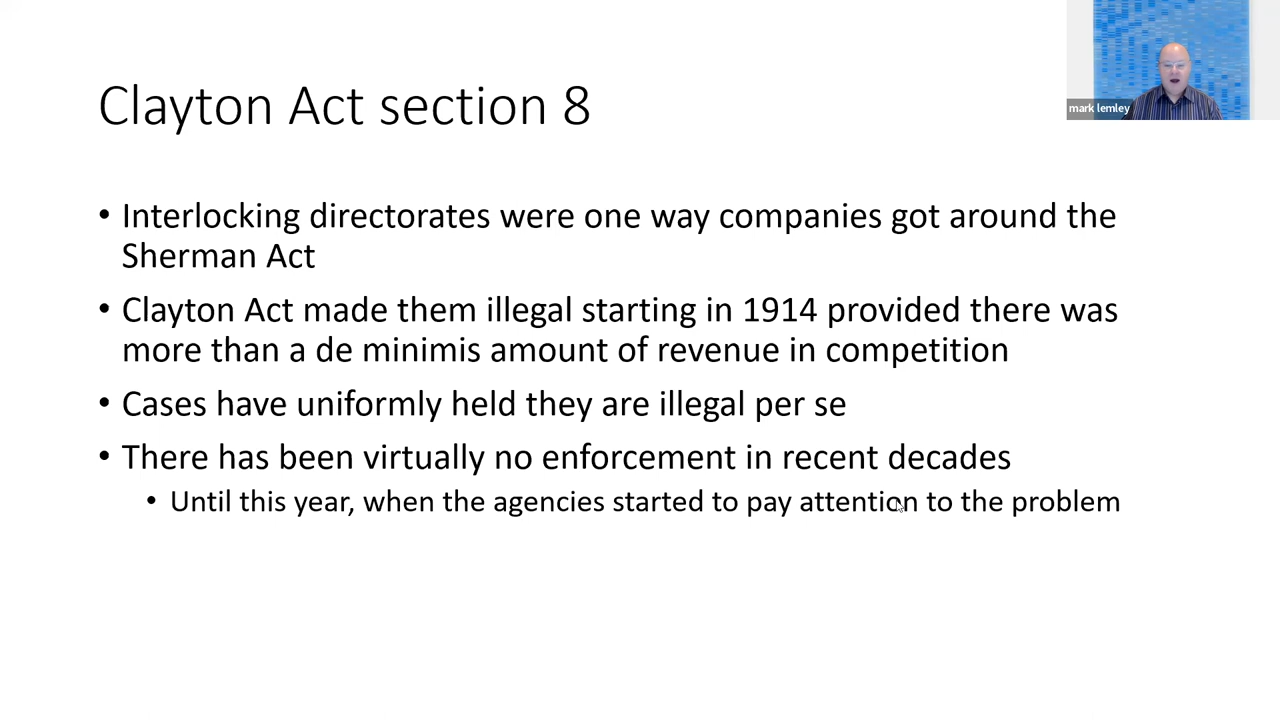 mark lemley
Clayton Act section 8
• Interlocking directorates were one way companies got around the
Sherman Act
• Clayton Act made them illegal starting in 1914 provided there was
more than a de minimis amount of revenue in competition
• Cases have uniformly held they are illegal per se
• There has been virtually no enforcement in recent decades
• Until this year, when the agencies started to pay attention to the problem